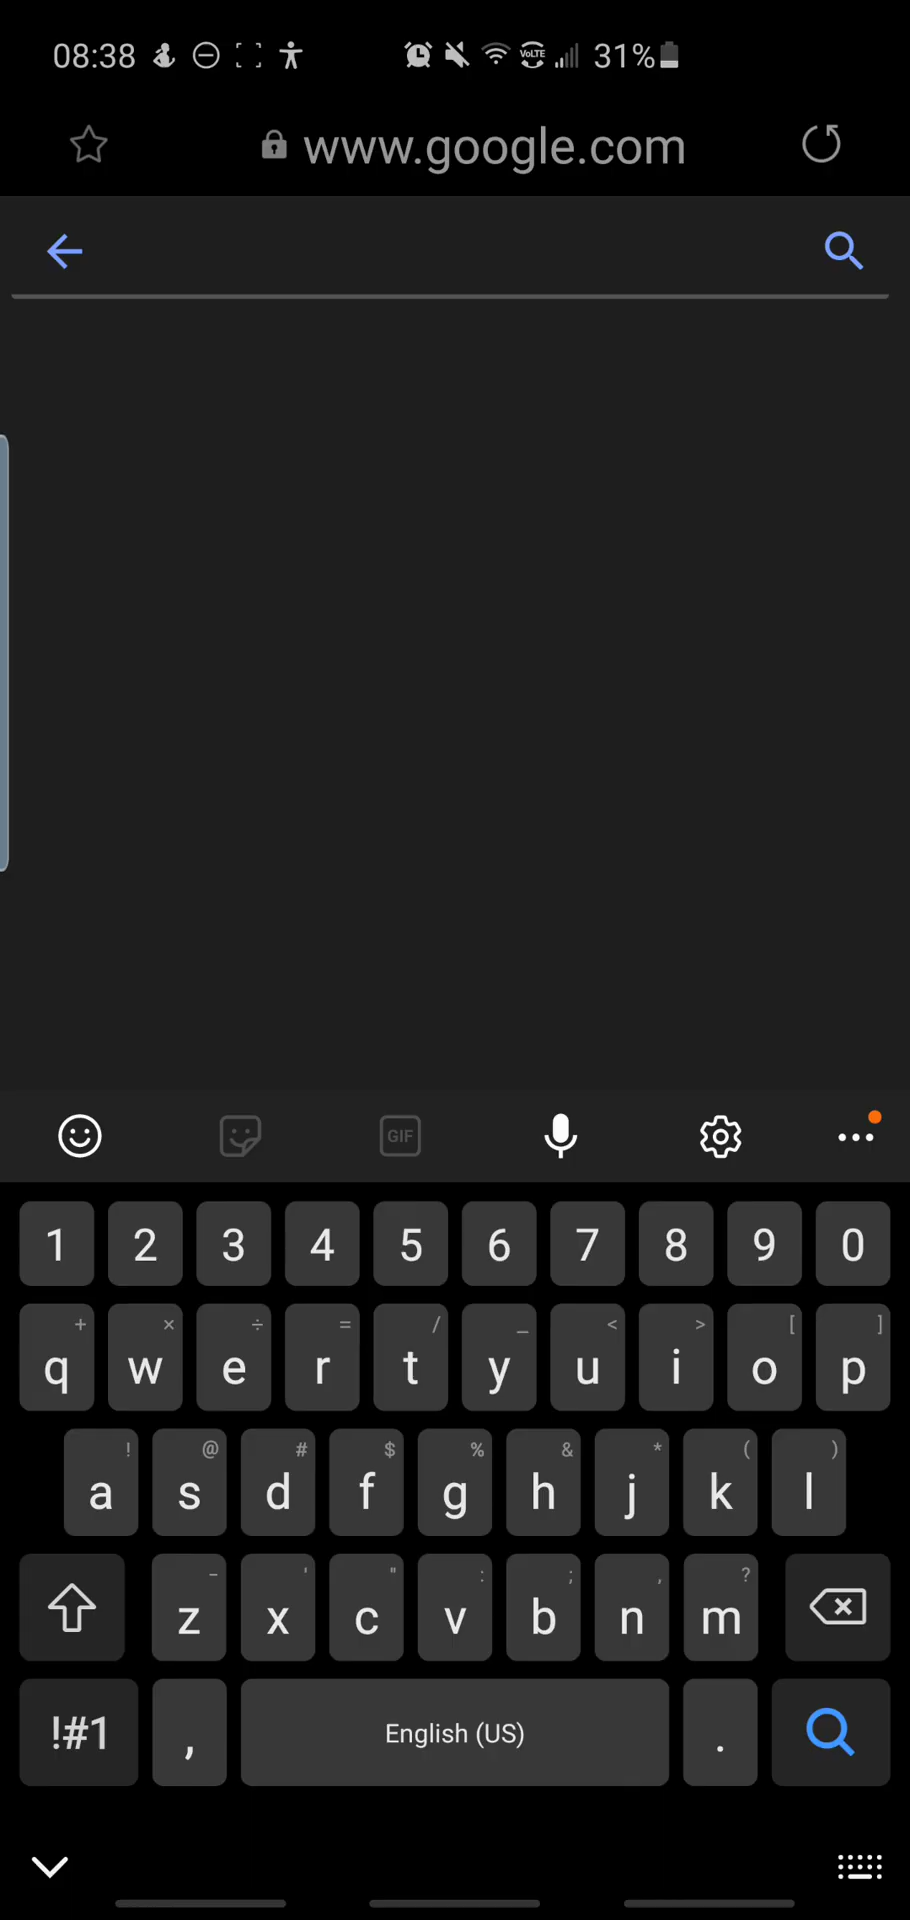 08:38 VoLTE 31%
www.google.com
GIF
1 2 3 4 5 6 7 8 9 0
+ × ÷ = / _ < > [ ]
q w e r t y u i o p
! @ # $ % & * ( )
a s d f g h j k l
- ' " : ; , ?
z x c v b n m
!#1 , English (US) .